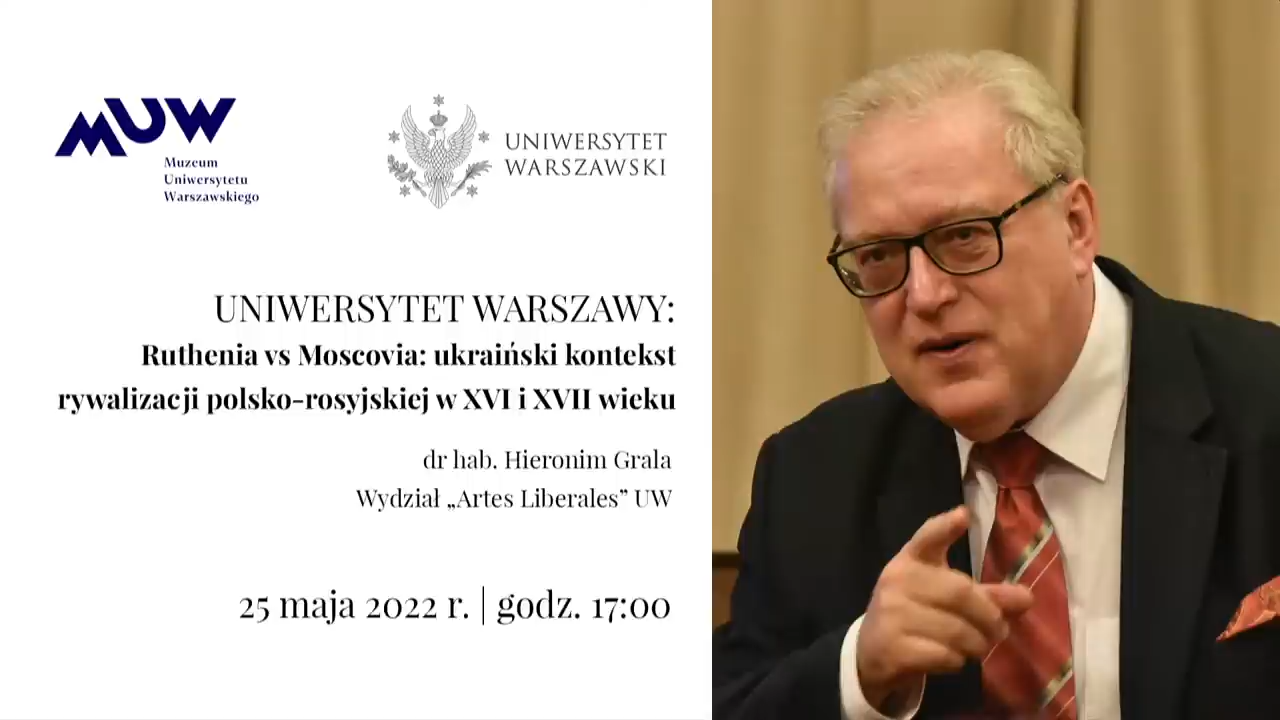 MUW
Muzeum
Uniwersytetu
Warszawskiego
UNIWERSYTET
WARSZAWSKI
UNIWERSYTET WARSZAWY:
Ruthenia vs Moscovia: ukraiński kontekst
rywalizacji polsko-rosyjskiej w XVI i XVII wieku
dr hab. Hieronim Grala
Wydział „Artes Liberales” UW
25 maja 2022 r. | godz. 17:00